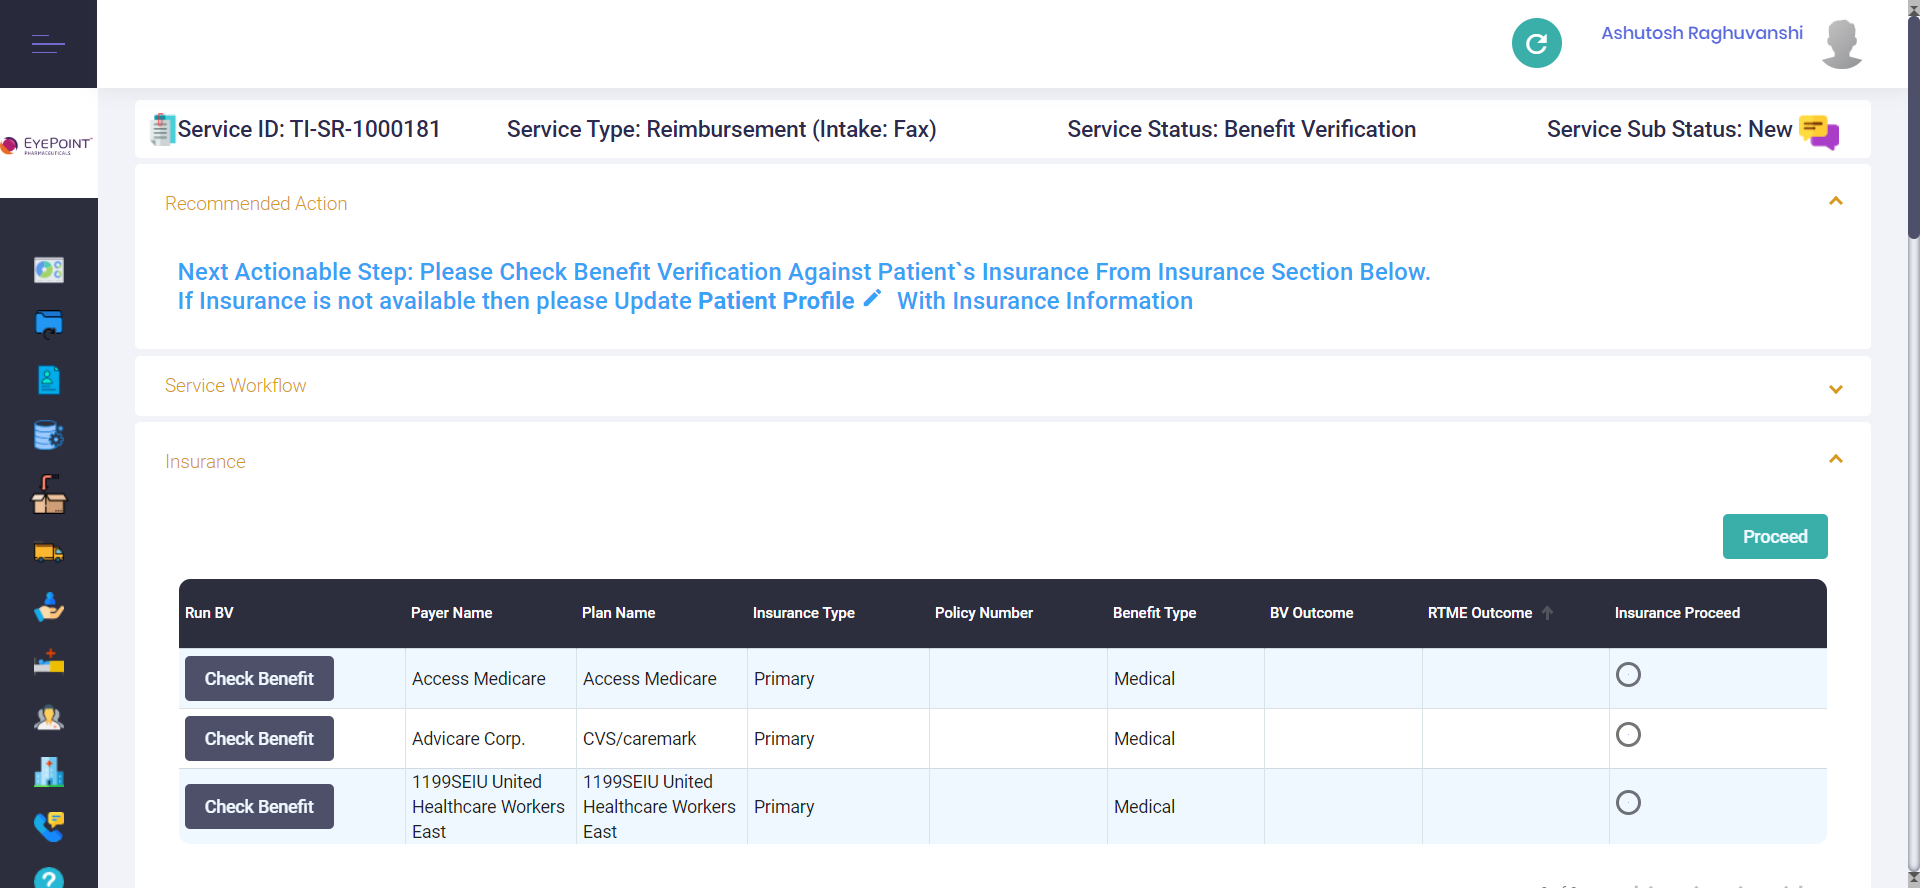 Ashutosh Raghuvanshi
EYEPOINT
PHARMACEUTICALS
Service ID: TI-SR-1000181 Service Type: Reimbursement (Intake: Fax) Service Status: Benefit Verification Service Sub Status: New
Recommended Action
Next Actionable Step: Please Check Benefit Verification Against Patient`s Insurance From Insurance Section Below.
If Insurance is not available then please Update Patient Profile With Insurance Information
Service Workflow
Insurance
Proceed
Run BV Payer Name Plan Name Insurance Type Policy Number Benefit Type BV Outcome RTME Outcome Insurance Proceed
Check Benefit Access Medicare Access Medicare Primary Medical
Check Benefit Advicare Corp. CVS/caremark Primary Medical
1199SEIU United 1199SEIU United
Check Benefit Healthcare Workers Healthcare Workers Primary Medical
East East